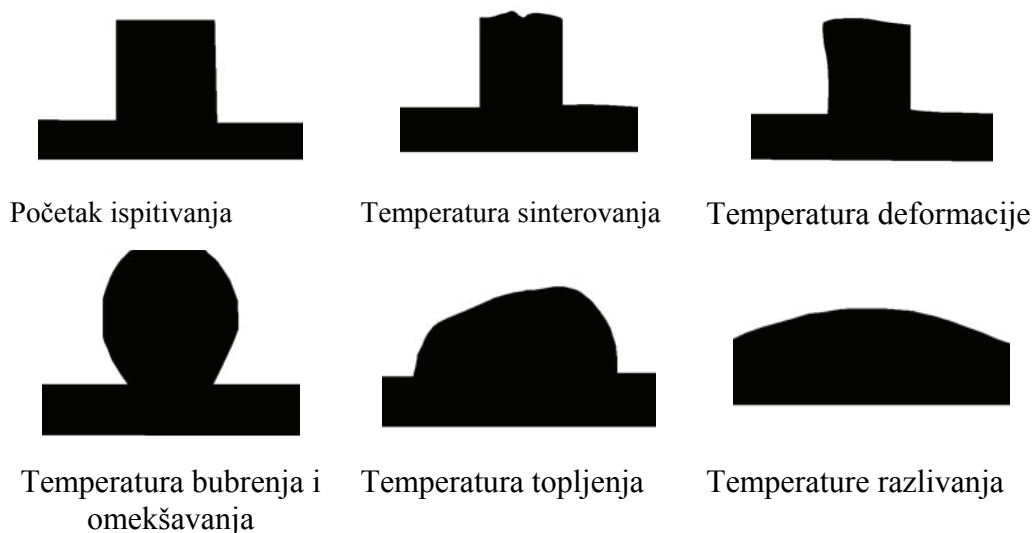 Početak ispitivanja
Temperatura sinterovanja
Temperatura deformacije
Temperatura bubrenja i
omekšavanja
Temperatura topljenja
Temperature razlivanja